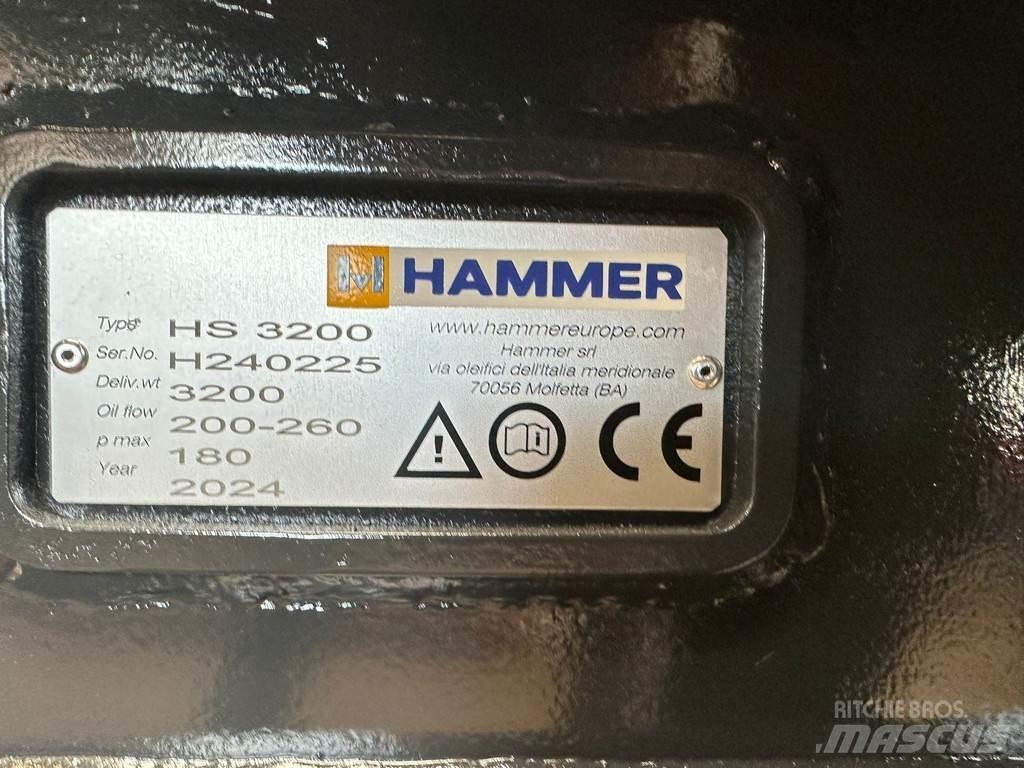 HAMMER
Type HS 3200
Ser.No. H240225
Deliv.wt 3200
Oil flow 200-260
p max 180
Year 2024
www.hammereurope.com
Hammer srl
via oleifici dell'Italia meridionale
70056 Molfetta (BA)
CE
RITCHIE BROS.
MASCUS